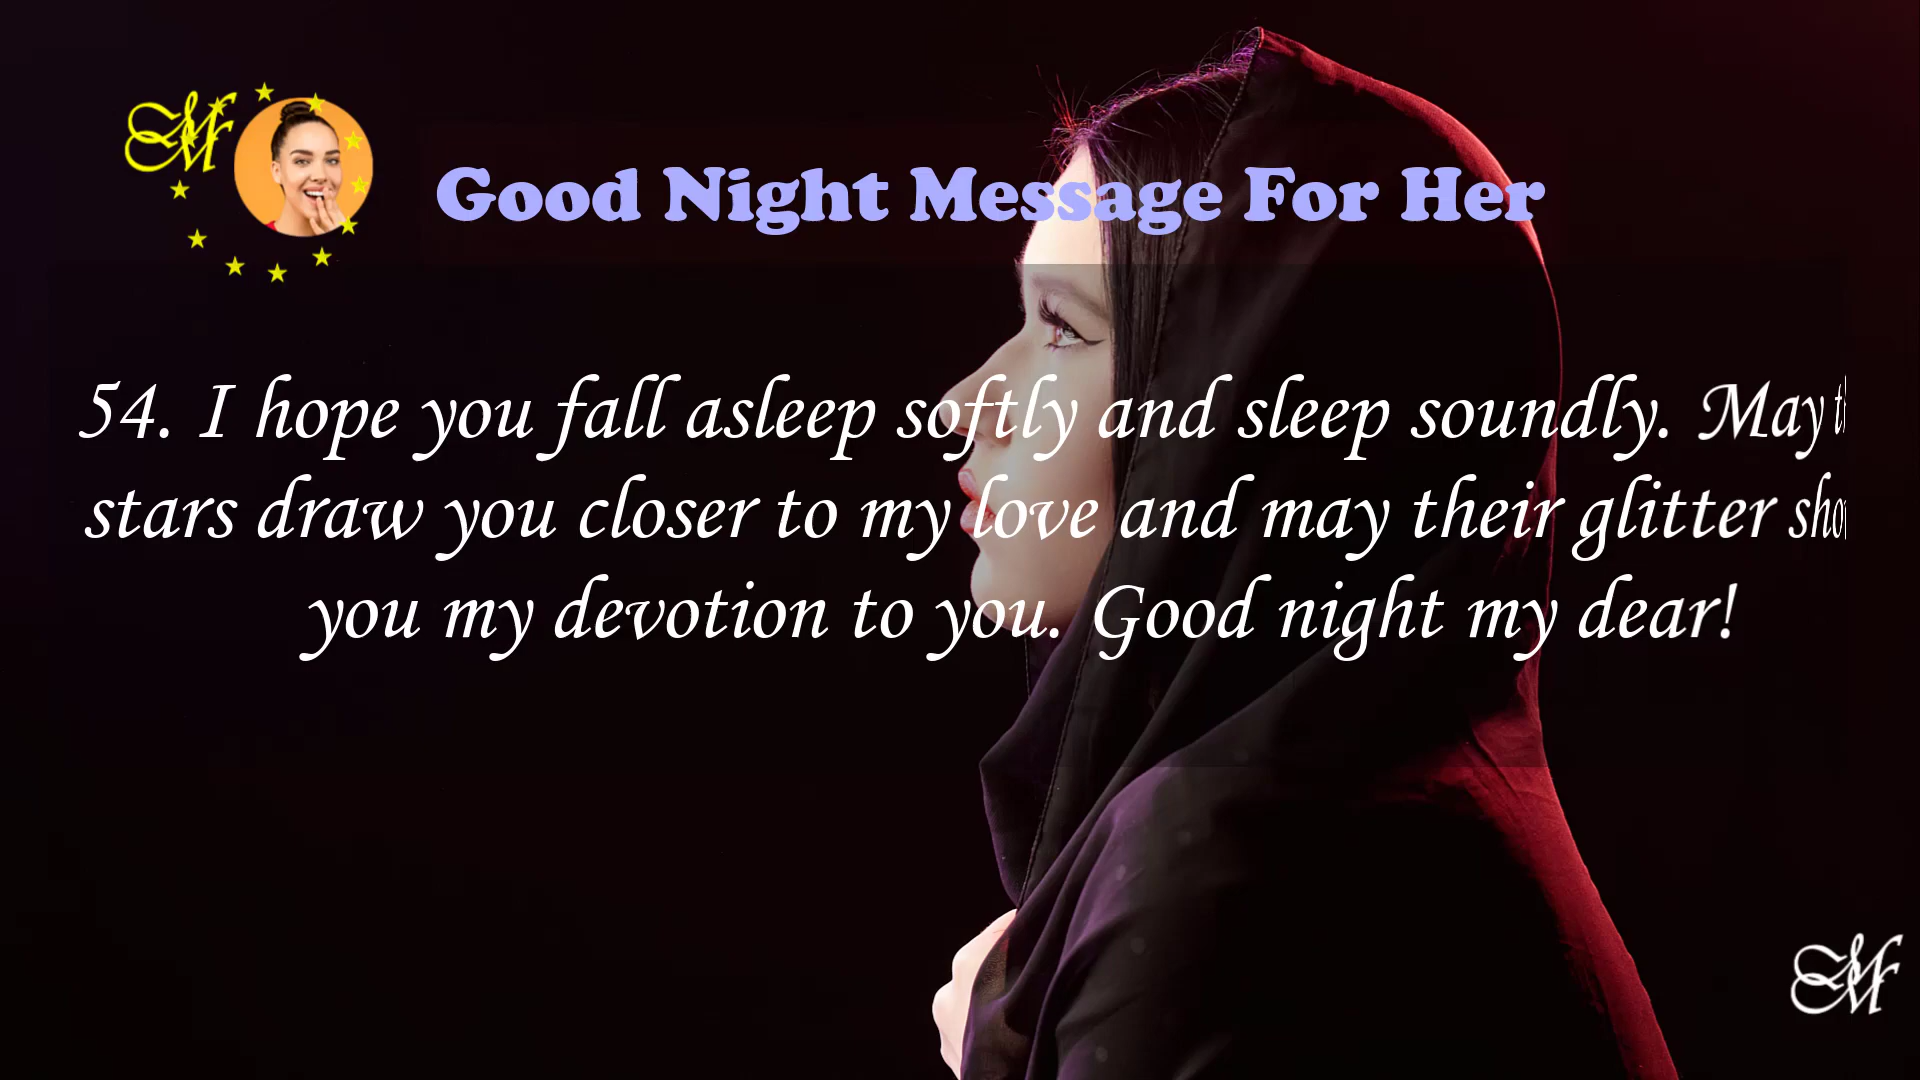 Good Night Message For Her
54. I hope you fall asleep softly and sleep soundly. May
stars draw you closer to my love and may their glitter
you my devotion to you. Good night my dear!